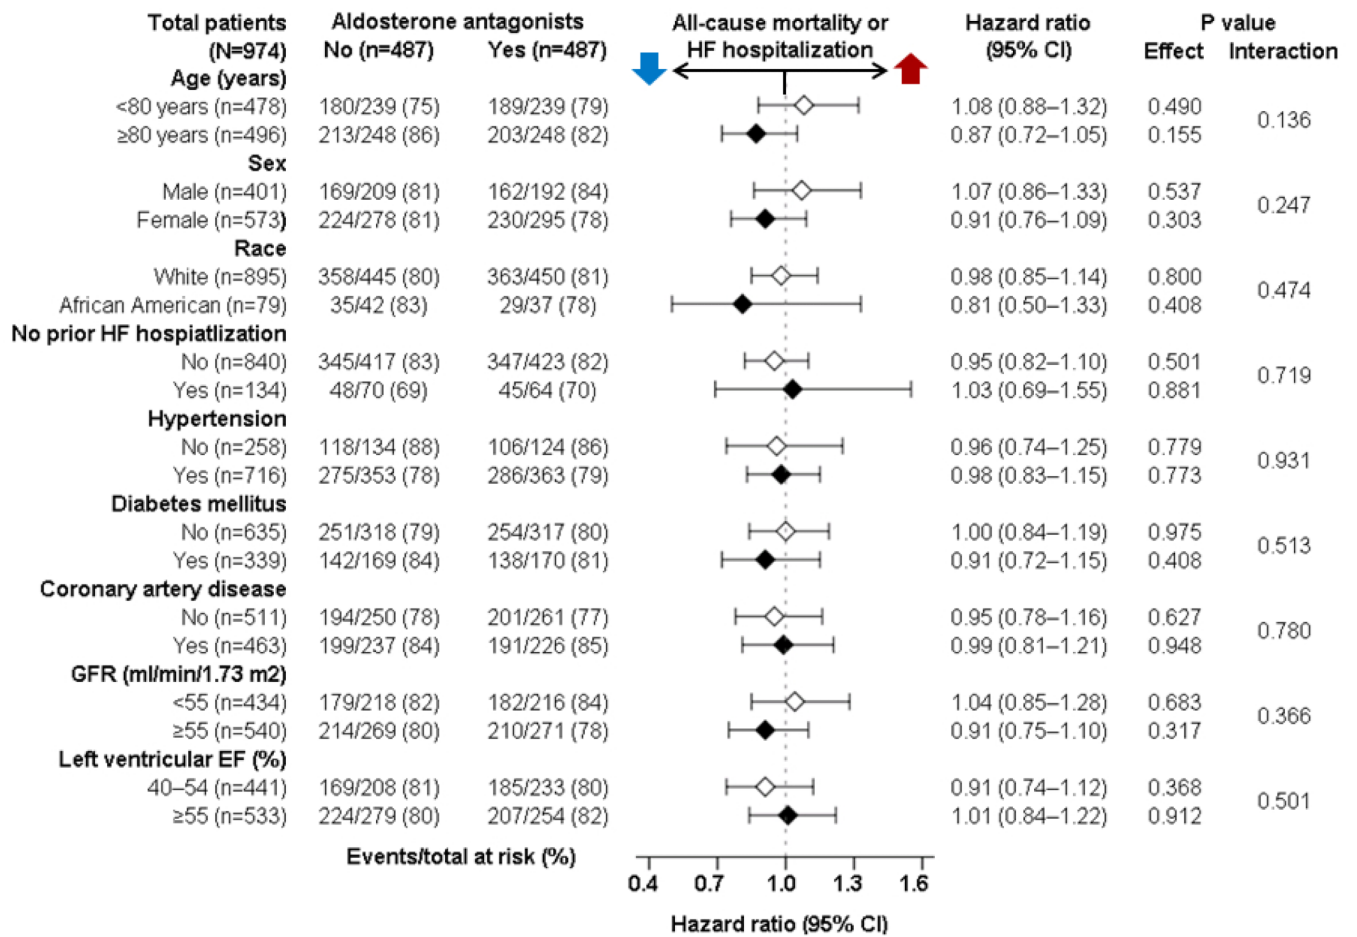 Total patients Aldosterone antagonists All-cause mortality or Hazard ratio P value
(N=974) No (n=487) Yes (n=487) HF hospitalization (95% CI) Effect Interaction
Age (years)
<80 years (n=478) 180/239 (75) 189/239 (79) 1.08 (0.88–1.32) 0.490
0.136
≥80 years (n=496) 213/248 (86) 203/248 (82) 0.87 (0.72–1.05) 0.155
Sex
Male (n=401) 169/209 (81) 162/192 (84) 1.07 (0.86–1.33) 0.537
0.247
Female (n=573) 224/278 (81) 230/295 (78) 0.91 (0.76–1.09) 0.303
Race
White (n=895) 358/445 (80) 363/450 (81) 0.98 (0.85–1.14) 0.800
0.474
African American (n=79) 35/42 (83) 29/37 (78) 0.81 (0.50–1.33) 0.408
No prior HF hospiatlization
No (n=840) 345/417 (83) 347/423 (82) 0.95 (0.82–1.10) 0.501
0.719
Yes (n=134) 48/70 (69) 45/64 (70) 1.03 (0.69–1.55) 0.881
Hypertension
No (n=258) 118/134 (88) 106/124 (86) 0.96 (0.74–1.25) 0.779
0.931
Yes (n=716) 275/353 (78) 286/363 (79) 0.98 (0.83–1.15) 0.773
Diabetes mellitus
No (n=635) 251/318 (79) 254/317 (80) 1.00 (0.84–1.19) 0.975
0.513
Yes (n=339) 142/169 (84) 138/170 (81) 0.91 (0.72–1.15) 0.408
Coronary artery disease
No (n=511) 194/250 (78) 201/261 (77) 0.95 (0.78–1.16) 0.627
0.780
Yes (n=463) 199/237 (84) 191/226 (85) 0.99 (0.81–1.21) 0.948
GFR (ml/min/1.73 m2)
<55 (n=434) 179/218 (82) 182/216 (84) 1.04 (0.85–1.28) 0.683
0.366
≥55 (n=540) 214/269 (80) 210/271 (78) 0.91 (0.75–1.10) 0.317
Left ventricular EF (%)
40–54 (n=441) 169/208 (81) 185/233 (80) 0.91 (0.74–1.12) 0.368
0.501
≥55 (n=533) 224/279 (80) 207/254 (82) 1.01 (0.84–1.22) 0.912
Events/total at risk (%)
0.4 0.7 1.0 1.3 1.6
Hazard ratio (95% CI)